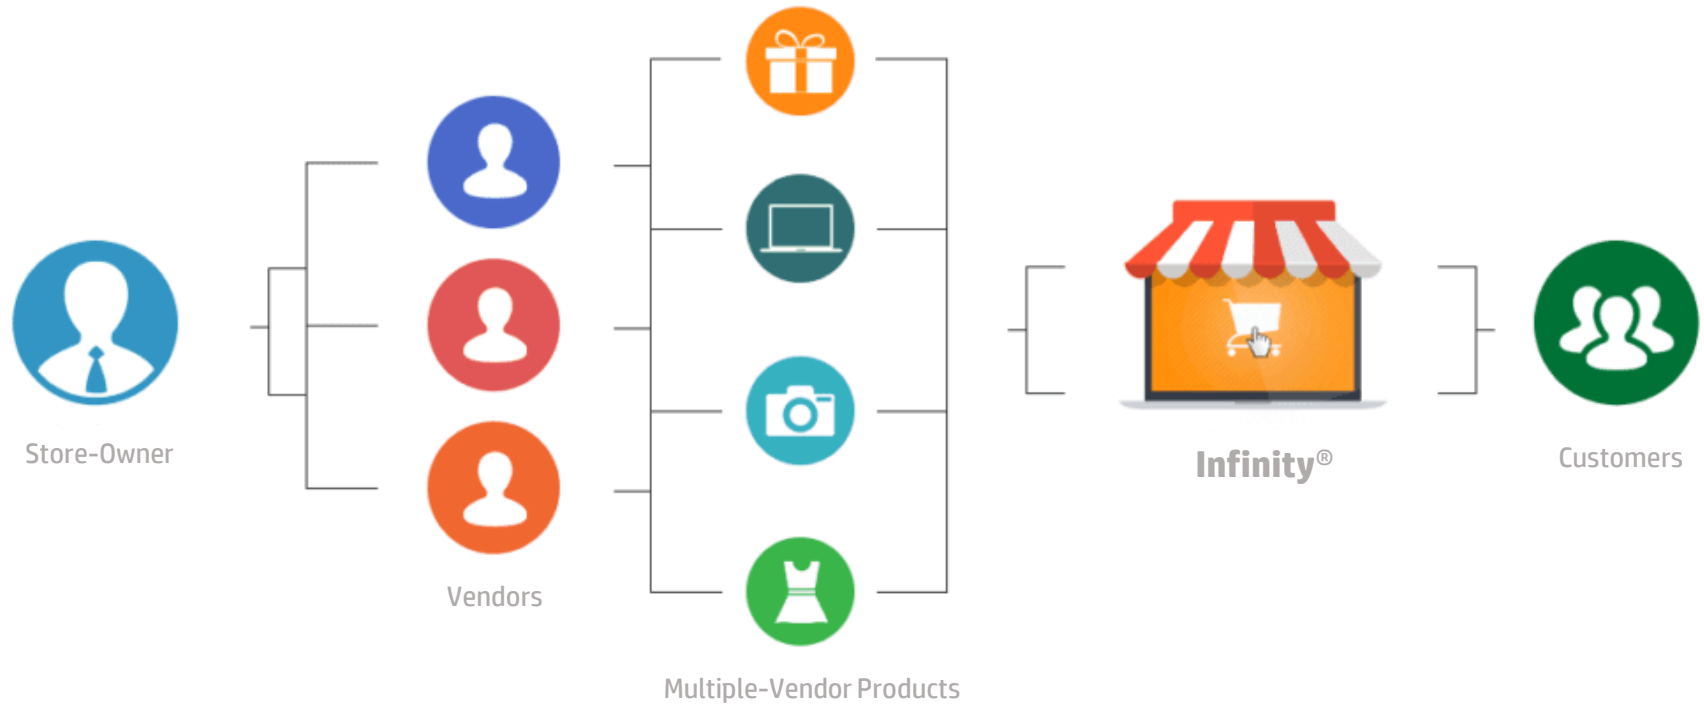 Store-Owner
Vendors
Multiple-Vendor Products
Infinity®
Customers